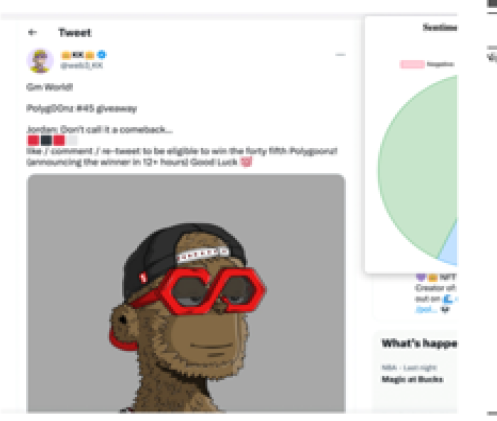 Tweet
KK
@web3_KK
Gm World!
PolygD0nz #45 giveaway
Jordan: Don't call it a comeback...
like / comment / re-tweet to be eligible to win the forty fifth Polygoonz!
(announcing the winner in 12+ hours) Good Luck 💯
Sentime
Negative
NFT
Creator of
out on
What's happe
NBA · Last night
Magic at Bucks